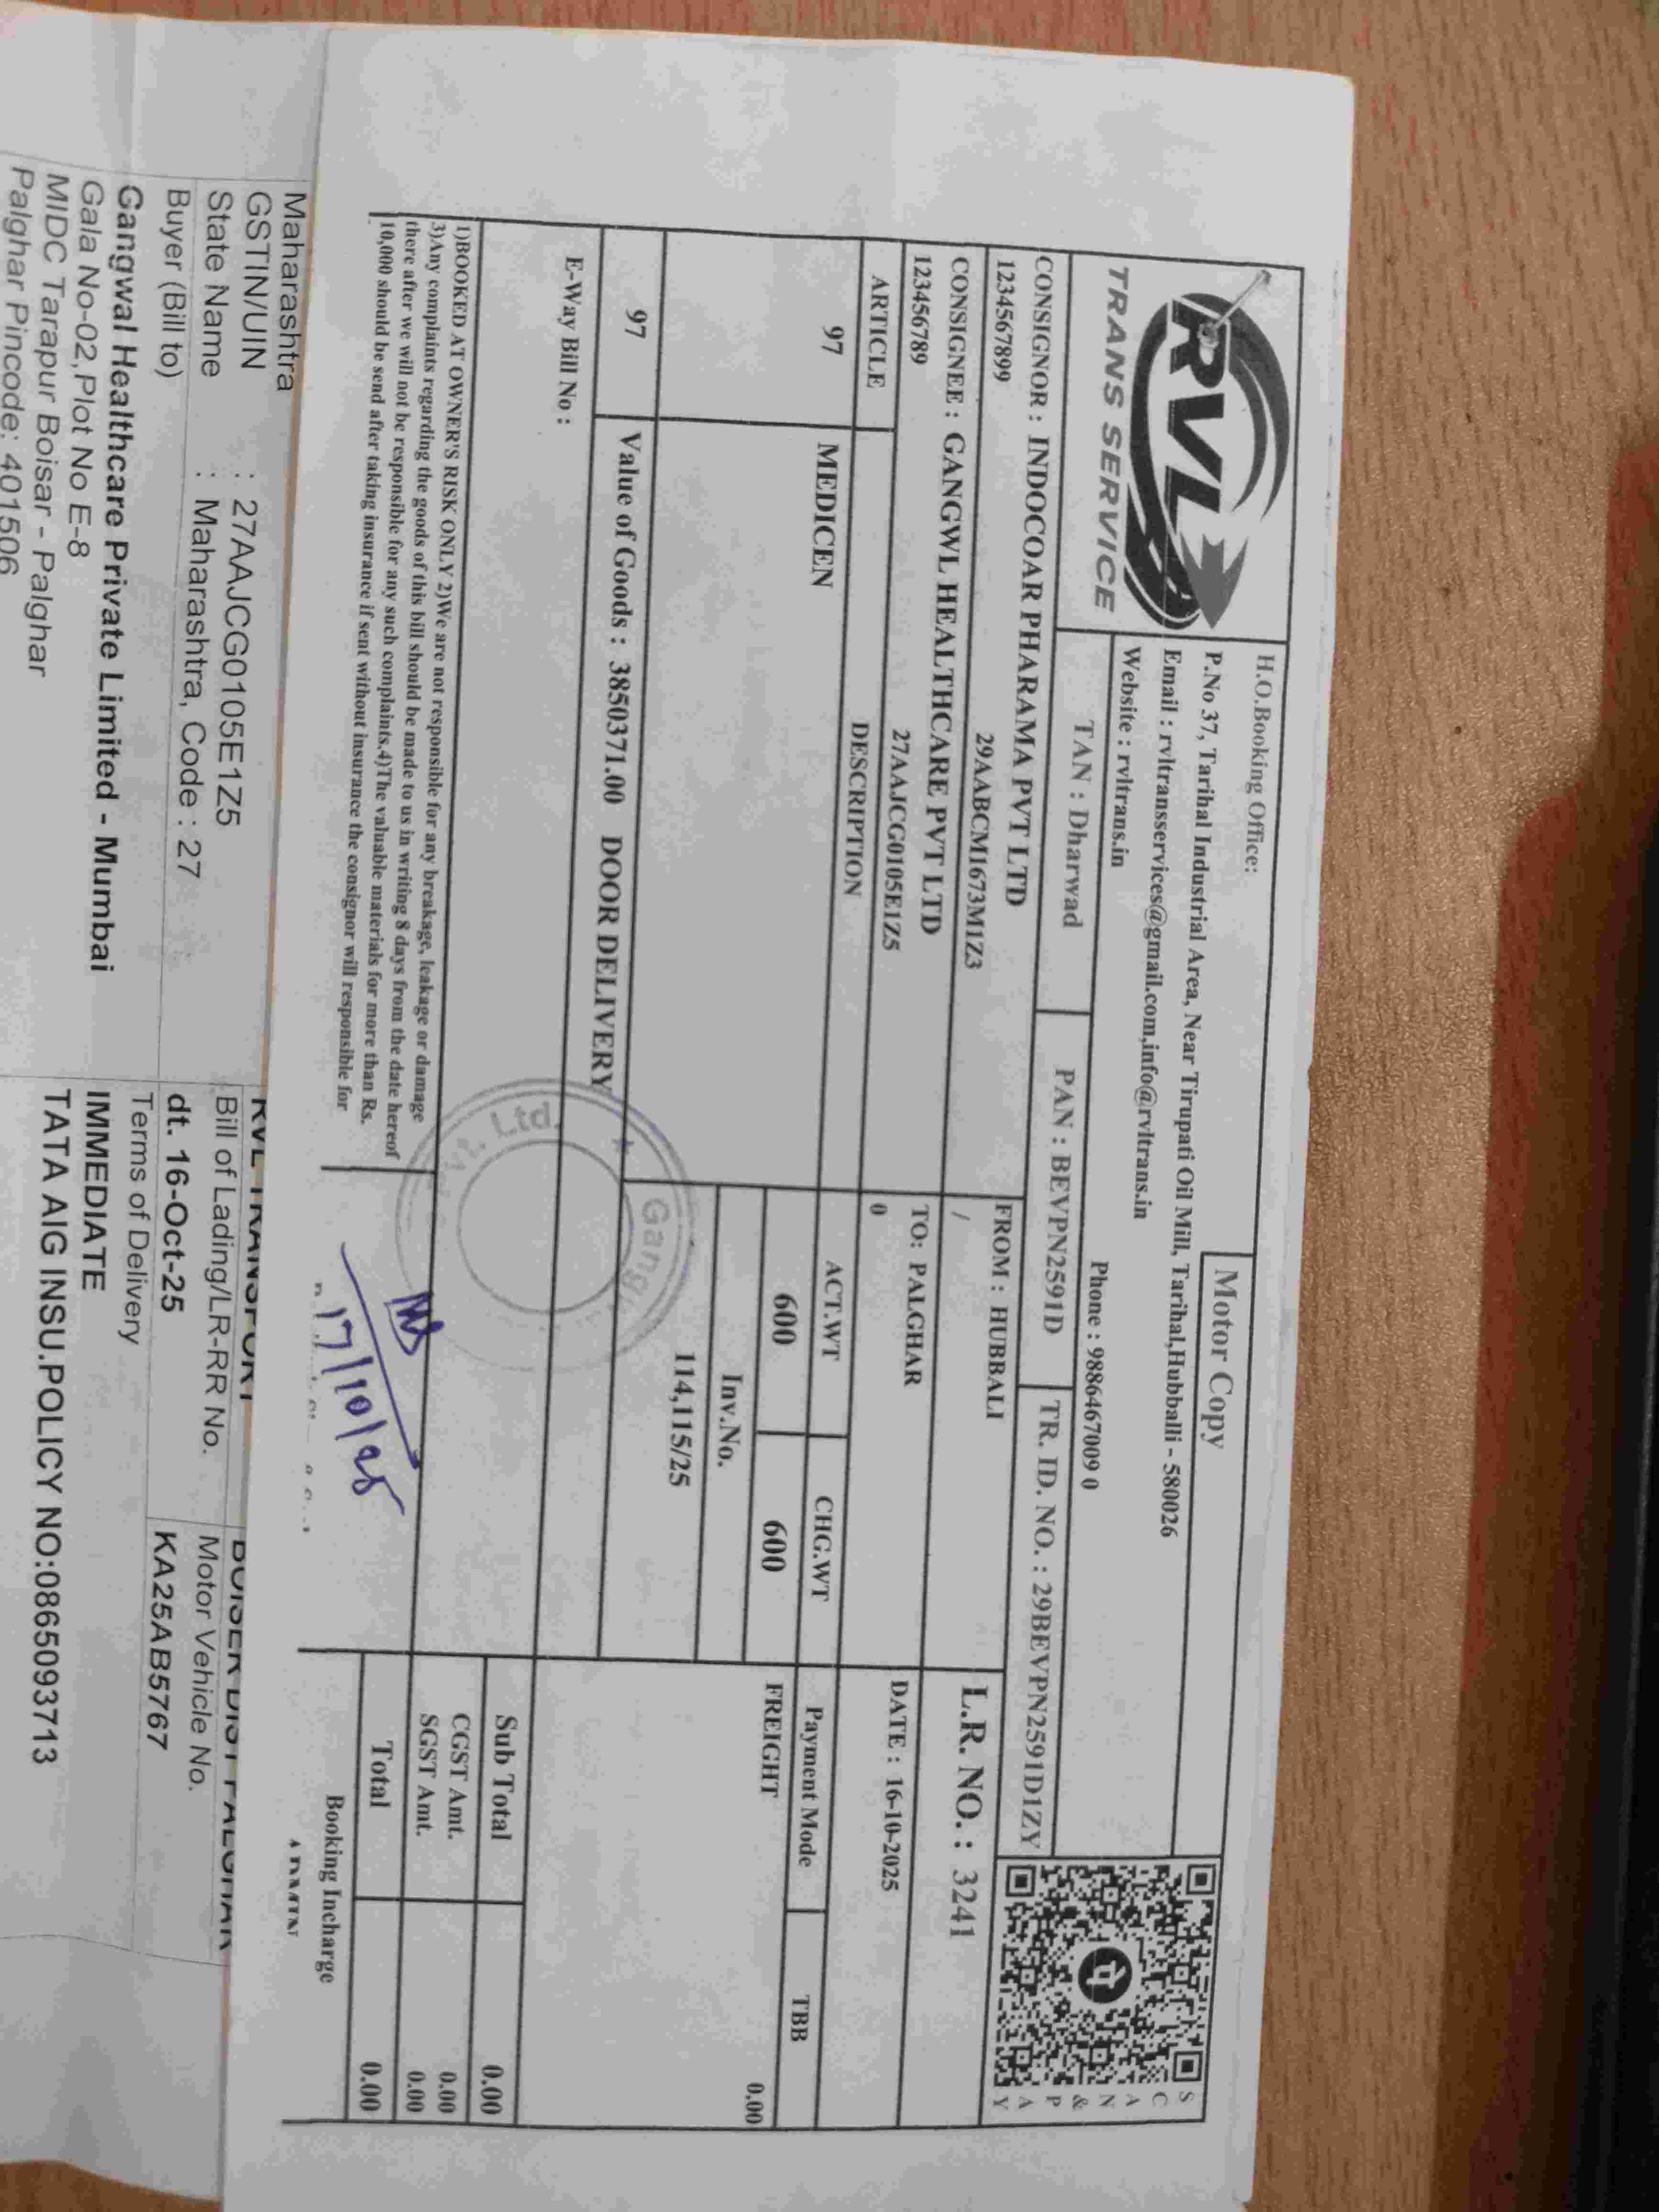 RVL
TRANS SERVICE
H.O.Booking Office:
Motor Copy
P.No 37, Tarihal Industrial Area, Near Tirupati Oil Mill, Tarihal,Hubballi - 580026
Email : rvltransservices@gmail.com,info@rvltrans.in
Website : rvltrans.in
Phone : 9886467009 0
SCAN & PAY
TAN : Dharwad
PAN : BEVPN2591D
TR. ID. NO. : 29BEVPN2591D1ZY
CONSIGNOR : INDOCOAR PHARAMA PVT LTD
1234567899 29AABCM1673M1Z3
FROM : HUBBALI
/
L.R. NO. : 3241
CONSIGNEE : GANGWL HEALTHCARE PVT LTD
123456789 27AAJCG0105E1Z5
TO: PALGHAR
0
DATE : 16-10-2025
ARTICLE DESCRIPTION ACT.WT CHG.WT Payment Mode TBB
97 MEDICEN 600 600 FREIGHT 0.00
Inv.No.
114,115/25
97 Value of Goods : 3850371.00 DOOR DELIVERY
E-Way Bill No :
Sub Total 0.00
CGST Amt. 0.00
SGST Amt. 0.00
Total 0.00
1)BOOKED AT OWNER'S RISK ONLY 2)We are not responsible for any breakage, leakage or damage
3)Any complaints regarding the goods of this bill should be made to us in writing 8 days from the date hereof
there after we will not be responsible for any such complaints.4)The valuable materials for more than Rs.
10,000 should be send after taking insurance if sent without insurance the consignor will responsible for
vt. Ltd. ★ Gang
17/10/25
Booking Incharge
ADMIN
Maharashtra
GSTIN/UIN : 27AAJCG0105E1Z5
State Name : Maharashtra, Code : 27
Buyer (Bill to)
Gangwal Healthcare Private Limited - Mumbai
Gala No-02,Plot No E-8
MIDC Tarapur Boisar - Palghar
Palghar Pincode: 401506
RVL TRANSPORT
BOISER DIST PALGHAR
Bill of Lading/LR-RR No.
dt. 16-Oct-25
Motor Vehicle No.
KA25AB5767
Terms of Delivery
IMMEDIATE
TATA AIG INSU.POLICY NO:0865093713